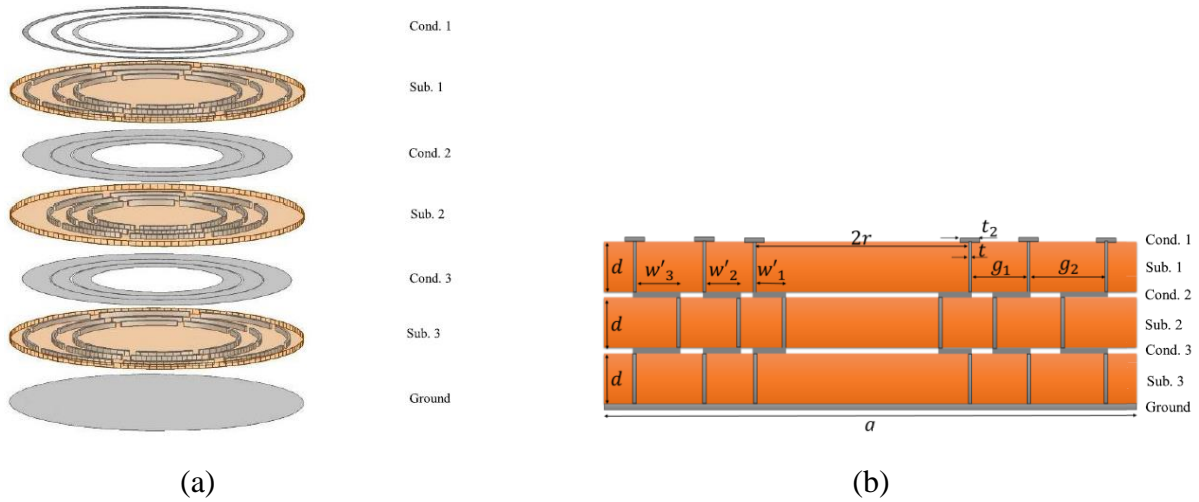 Cond. 1
Sub. 1
Cond. 2
Sub. 2
Cond. 3
Sub. 3
Ground
(a)
2r
t₂
t
d
w'₃
w'₂
w'₁
g₁
g₂
d
d
a
Cond. 1
Sub. 1
Cond. 2
Sub. 2
Cond. 3
Sub. 3
Ground
(b)